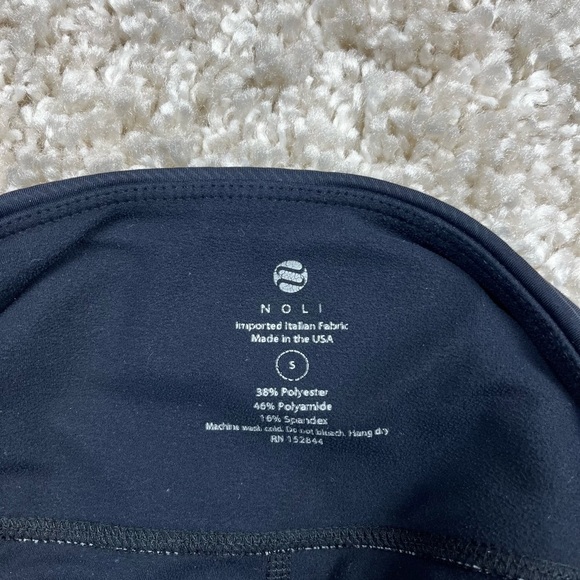 NOLI
Imported Italian Fabric
Made in the USA
S
38% Polyester
46% Polyamide
16% Spandex
Machine wash cold. Do not bleach. Hang dry
RN 152844